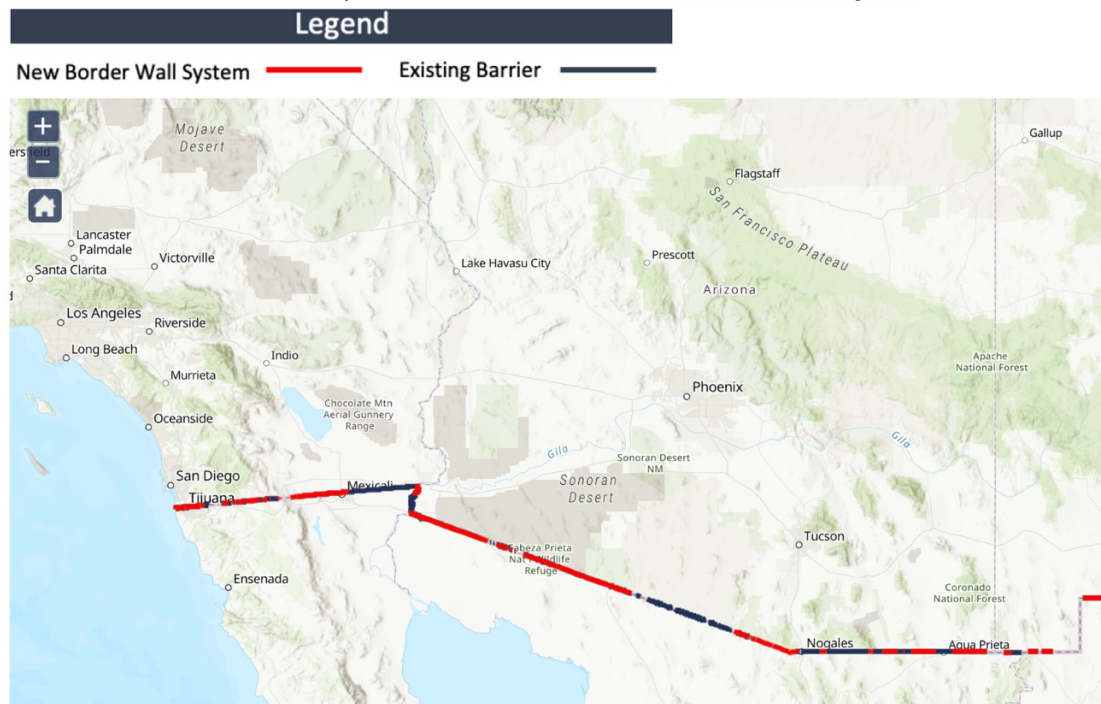 Legend
New Border Wall System
Existing Barrier
+
Mojave
Desert
Gallup
−
Flagstaff
San Francisco Plateau
Lancaster
Palmdale
Victorville
Santa Clarita
Lake Havasu City
Prescott
Arizona
Los Angeles
Riverside
Long Beach
Indio
Apache
National Forest
Murrieta
Phoenix
Chocolate Mtn
Aerial Gunnery
Range
Oceanside
Gila
Gila
Sonoran Desert
NM
San Diego
Sonoran
Desert
Mexicali
Tijuana
Tucson
Cabeza Prieta
Nat'l Wildlife
Refuge
Ensenada
Coronado
National Forest
Nogales
Agua Prieta